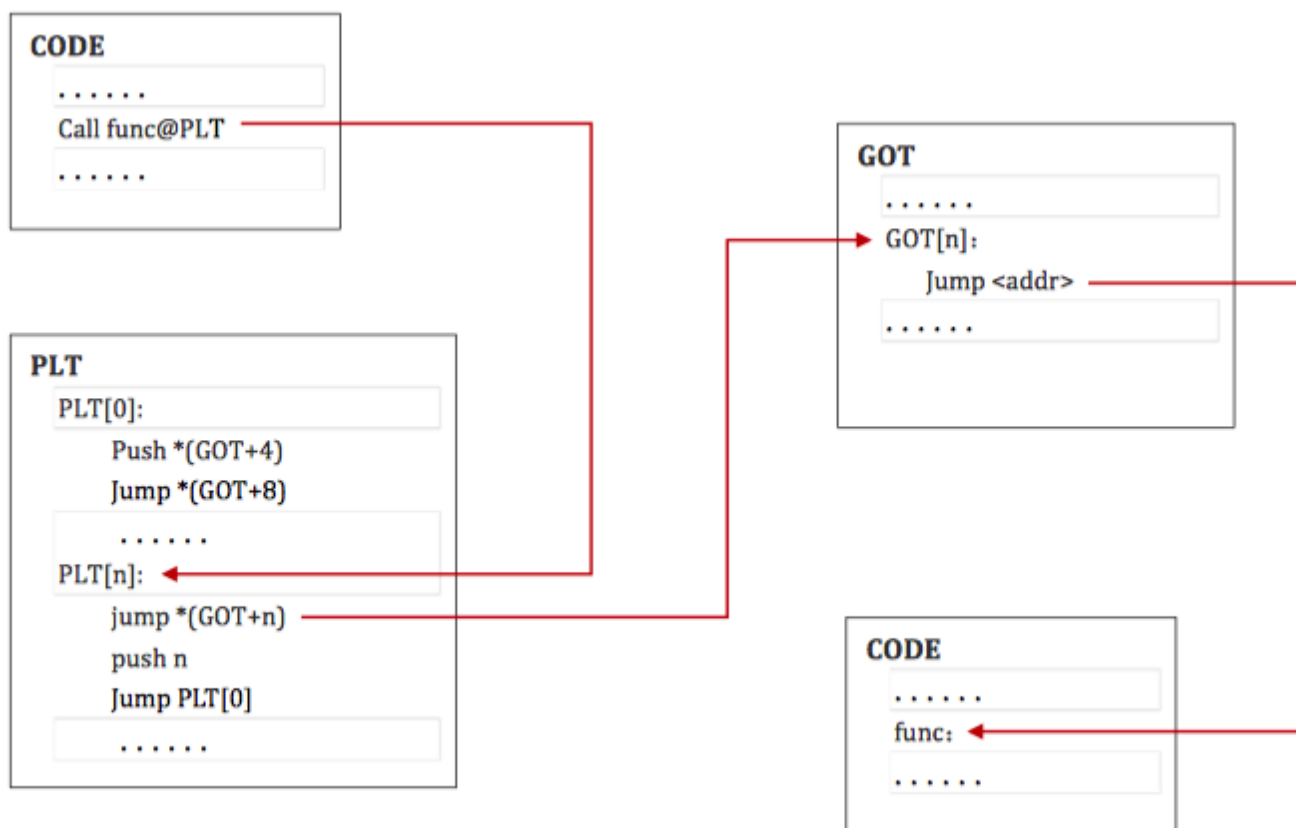 CODE
. . . . . .
Call func@PLT
. . . . . .
PLT
PLT[0]:
Push *(GOT+4)
Jump *(GOT+8)
. . . . . .
PLT[n]:
jump *(GOT+n)
push n
Jump PLT[0]
. . . . . .
GOT
. . . . . .
GOT[n]:
Jump <addr>
. . . . . .
CODE
. . . . . .
func:
. . . . . .